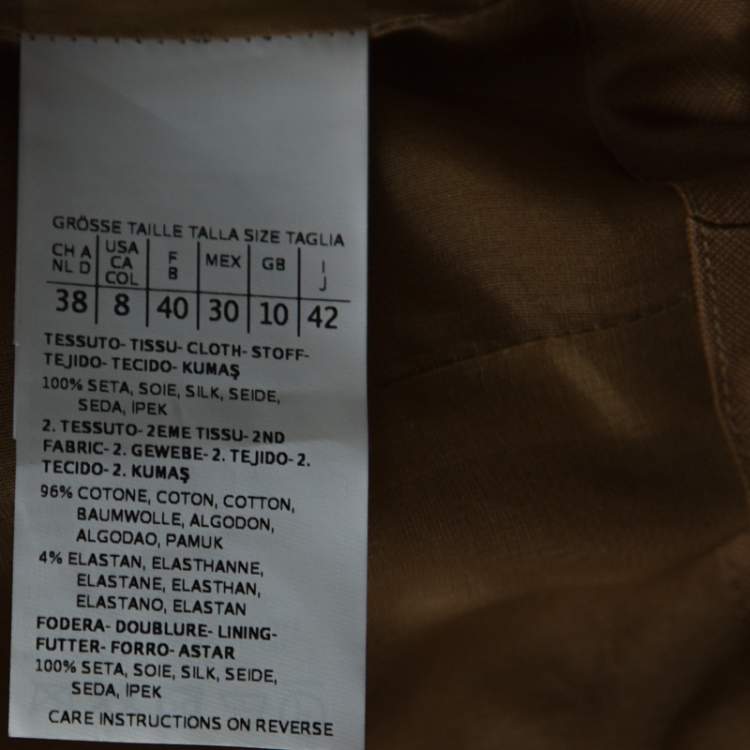 GRÖSSE TAILLE TALLA SIZE TAGLIA
CH A NL D | USA CA COL | F B | MEX | GB | I J
38 | 8 | 40 | 30 | 10 | 42
TESSUTO- TISSU- CLOTH- STOFF-
TEJIDO- TECIDO- KUMAŞ
100% SETA, SOIE, SILK, SEIDE,
SEDA, İPEK
2. TESSUTO- 2EME TISSU- 2ND
FABRIC- 2. GEWEBE- 2. TEJIDO- 2.
TECIDO- 2. KUMAŞ
96% COTONE, COTON, COTTON,
BAUMWOLLE, ALGODON,
ALGODAO, PAMUK
4% ELASTAN, ELASTHANNE,
ELASTANE, ELASTHAN,
ELASTANO, ELASTAN
FODERA- DOUBLURE- LINING-
FUTTER- FORRO- ASTAR
100% SETA, SOIE, SILK, SEIDE,
SEDA, İPEK
CARE INSTRUCTIONS ON REVERSE